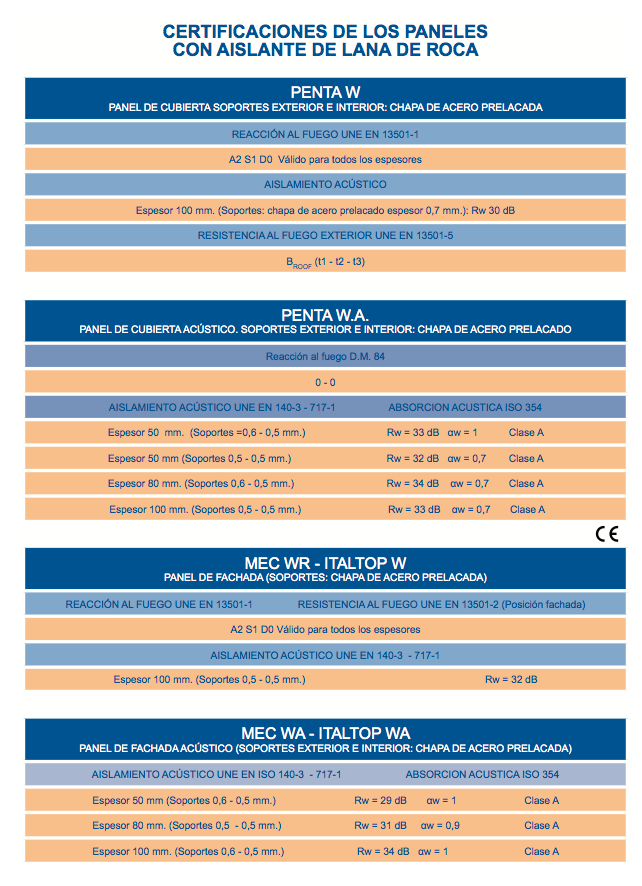 CERTIFICACIONES DE LOS PANELES
CON AISLANTE DE LANA DE ROCA
PENTA W
PANEL DE CUBIERTA SOPORTES EXTERIOR E INTERIOR: CHAPA DE ACERO PRELACADA
REACCIÓN AL FUEGO UNE EN 13501-1
A2 S1 D0 Válido para todos los espesores
AISLAMIENTO ACÚSTICO
Espesor 100 mm. (Soportes: chapa de acero prelacado espesor 0,7 mm.): Rw 30 dB
RESISTENCIA AL FUEGO EXTERIOR UNE EN 13501-5
BROOF (t1 - t2 - t3)
PENTA W.A.
PANEL DE CUBIERTA ACÚSTICO. SOPORTES EXTERIOR E INTERIOR: CHAPA DE ACERO PRELACADO
Reacción al fuego D.M. 84
0 - 0
AISLAMIENTO ACÚSTICO UNE EN 140-3 - 717-1 ABSORCION ACUSTICA ISO 354
Espesor 50 mm. (Soportes =0,6 - 0,5 mm.) Rw = 33 dB αw = 1 Clase A
Espesor 50 mm (Soportes 0,5 - 0,5 mm.) Rw = 32 dB αw = 0,7 Clase A
Espesor 80 mm. (Soportes 0,6 - 0,5 mm.) Rw = 34 dB αw = 0,7 Clase A
Espesor 100 mm. (Soportes 0,5 - 0,5 mm.) Rw = 33 dB αw = 0,7 Clase A
CE
MEC WR - ITALTOP W
PANEL DE FACHADA (SOPORTES: CHAPA DE ACERO PRELACADA)
REACCIÓN AL FUEGO UNE EN 13501-1 RESISTENCIA AL FUEGO UNE EN 13501-2 (Posición fachada)
A2 S1 D0 Válido para todos los espesores
AISLAMIENTO ACÚSTICO UNE EN 140-3 - 717-1
Espesor 100 mm. (Soportes 0,5 - 0,5 mm.) Rw = 32 dB
MEC WA - ITALTOP WA
PANEL DE FACHADA ACÚSTICO (SOPORTES EXTERIOR E INTERIOR: CHAPA DE ACERO PRELACADA)
AISLAMIENTO ACÚSTICO UNE EN ISO 140-3 - 717-1 ABSORCION ACUSTICA ISO 354
Espesor 50 mm (Soportes 0,6 - 0,5 mm.) Rw = 29 dB αw = 1 Clase A
Espesor 80 mm. (Soportes 0,5 - 0,5 mm.) Rw = 31 dB αw = 0,9 Clase A
Espesor 100 mm. (Soportes 0,6 - 0,5 mm.) Rw = 34 dB αw = 1 Clase A